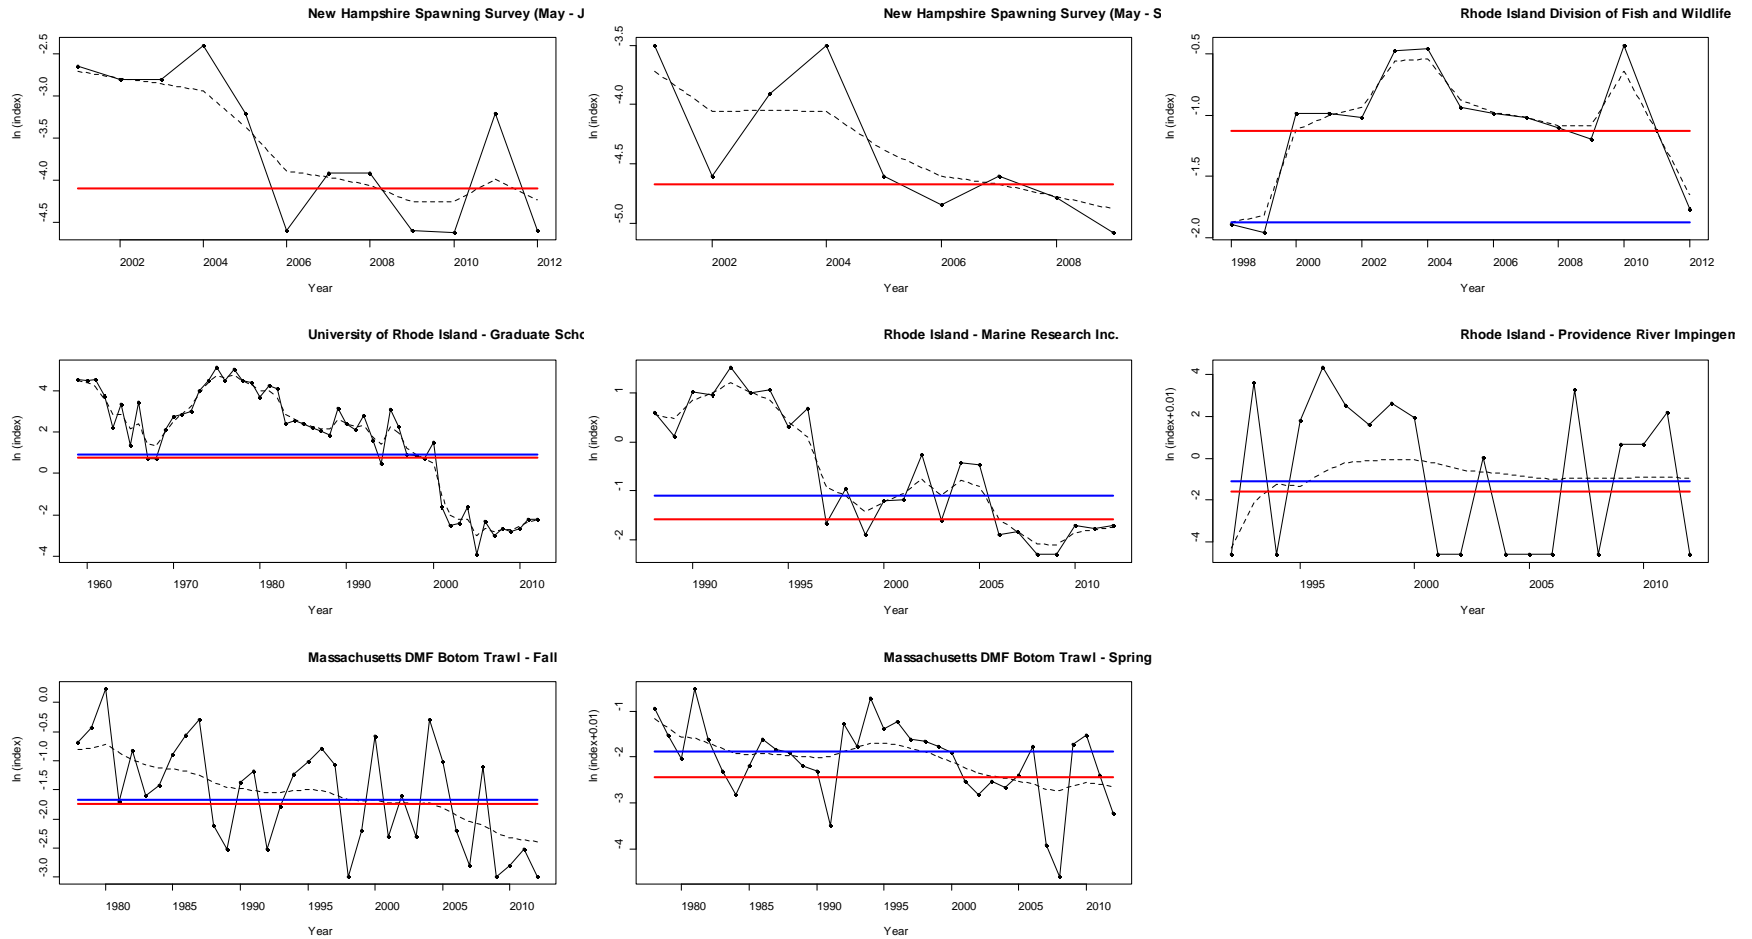 New Hampshire Spawning Survey (May - J
-2.5
-3.0
-3.5
-4.0
-4.5
ln (index)
2002 2004 2006 2008 2010 2012
Year
New Hampshire Spawning Survey (May - S
-3.5
-4.0
-4.5
-5.0
ln (index)
2002 2004 2006 2008
Year
Rhode Island Division of Fish and Wildlife
-0.5
-1.0
-1.5
-2.0
ln (index)
1998 2000 2002 2004 2006 2008 2010 2012
Year
University of Rhode Island - Graduate Scho
4
2
0
-2
-4
ln (index)
1960 1970 1980 1990 2000 2010
Year
Rhode Island - Marine Research Inc.
1
0
-1
-2
ln (index)
1990 1995 2000 2005 2010
Year
Rhode Island - Providence River Impingem
4
2
0
-2
-4
ln (index+0.01)
1995 2000 2005 2010
Year
Massachusetts DMF Botom Trawl - Fall
0.0
-0.5
-1.0
-1.5
-2.0
-2.5
-3.0
ln (index)
1980 1985 1990 1995 2000 2005 2010
Year
Massachusetts DMF Botom Trawl - Spring
-1
-2
-3
-4
ln (index+0.01)
1980 1985 1990 1995 2000 2005 2010
Year